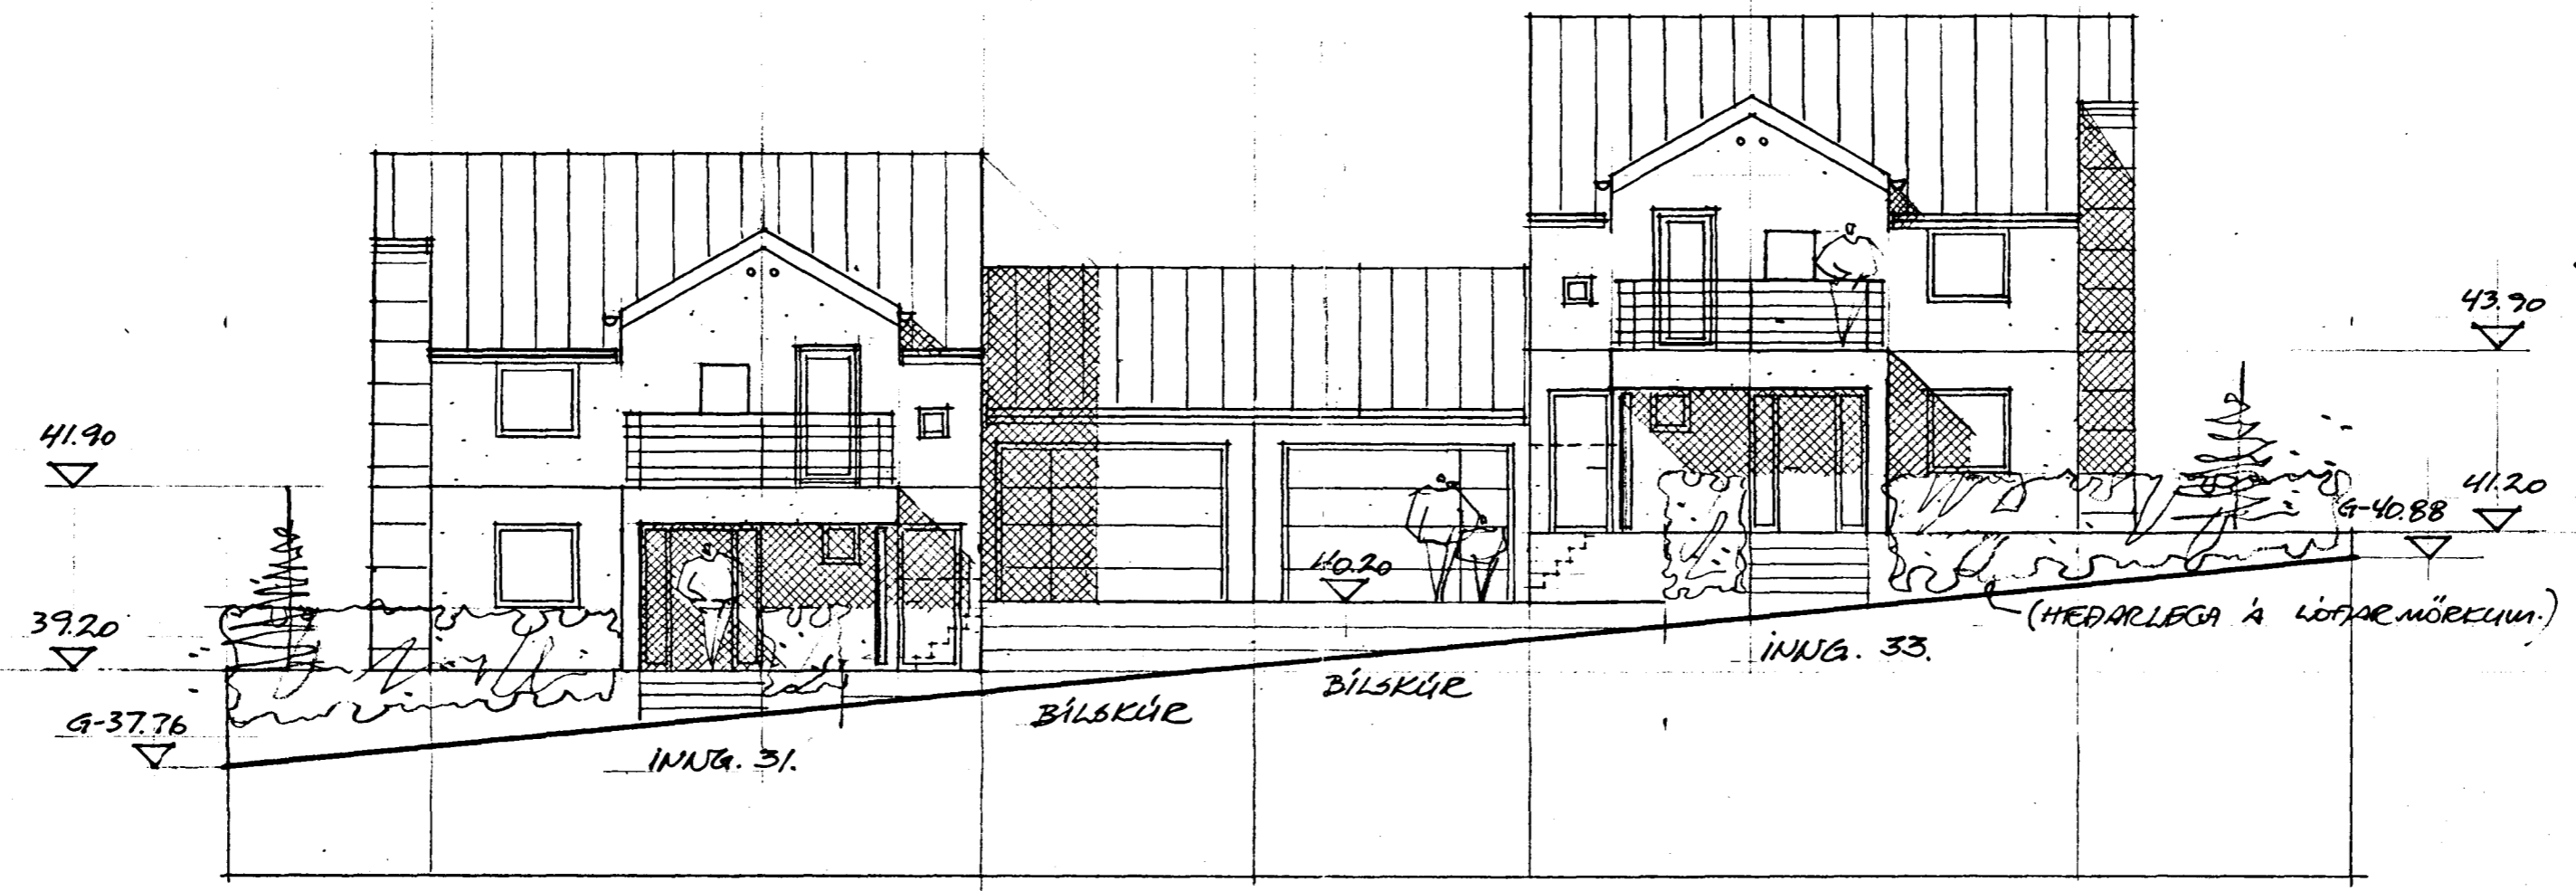 43.90
41.90
41.20
G-40.88
40.20
39.20
(HÆÐARLEGA Á LÓÐARMÖRKUM.)
INNG. 33.
BÍLSKÚR
BÍLSKÚR
G-37.76
INNG. 31.